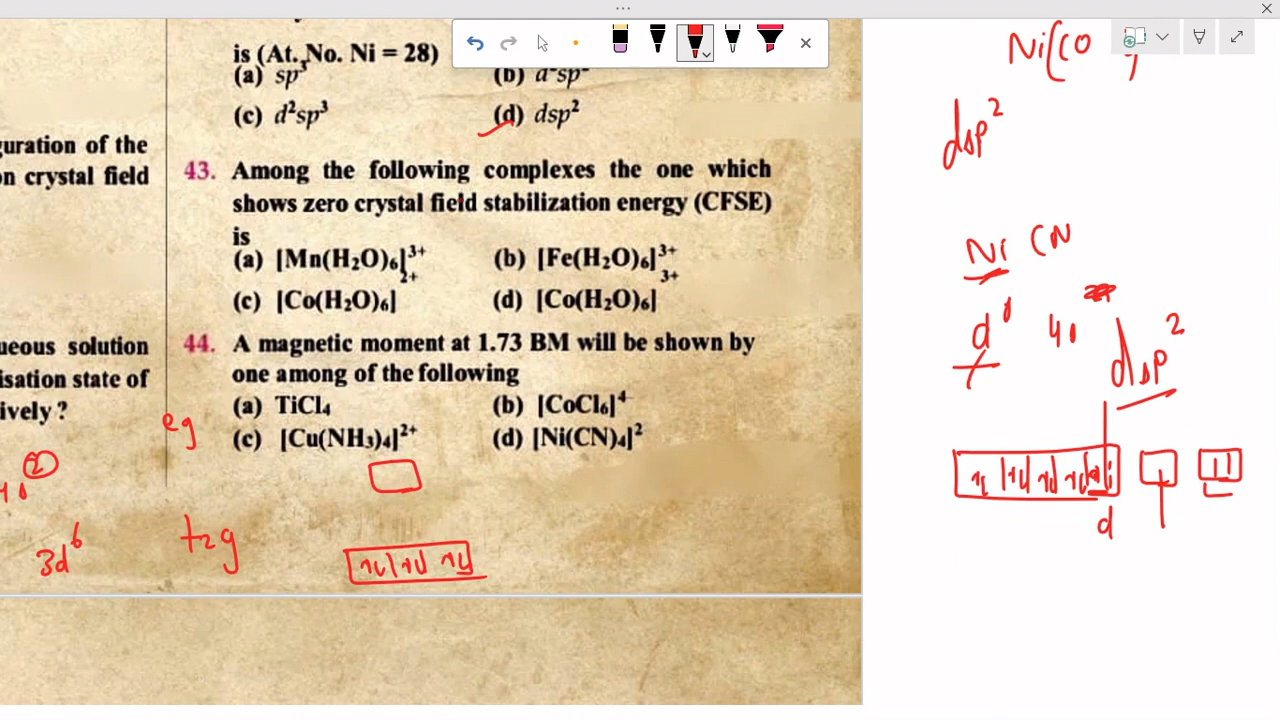 is (At. No. Ni = 28)
(a) sp³
(c) d²sp³ (d) dsp²
guration of the
n crystal field
ueous solution
isation state of
ively ?
43. Among the following complexes the one which
shows zero crystal field stabilization energy (CFSE)
is
(a) [Mn(H₂O)₆]³⁺ (b) [Fe(H₂O)₆]³⁺
(c) [Co(H₂O)₆]²⁺ (d) [Co(H₂O)₆]³⁺
44. A magnetic moment at 1.73 BM will be shown by
one among of the following
(a) TiCl₄ (b) [CoCl₆]⁴
(c) [Cu(NH₃)₄]²⁺ (d) [Ni(CN)₄]²
eg
t₂g
3d⁶
Ni(CO
dsp²
Ni CN
dsp²
d